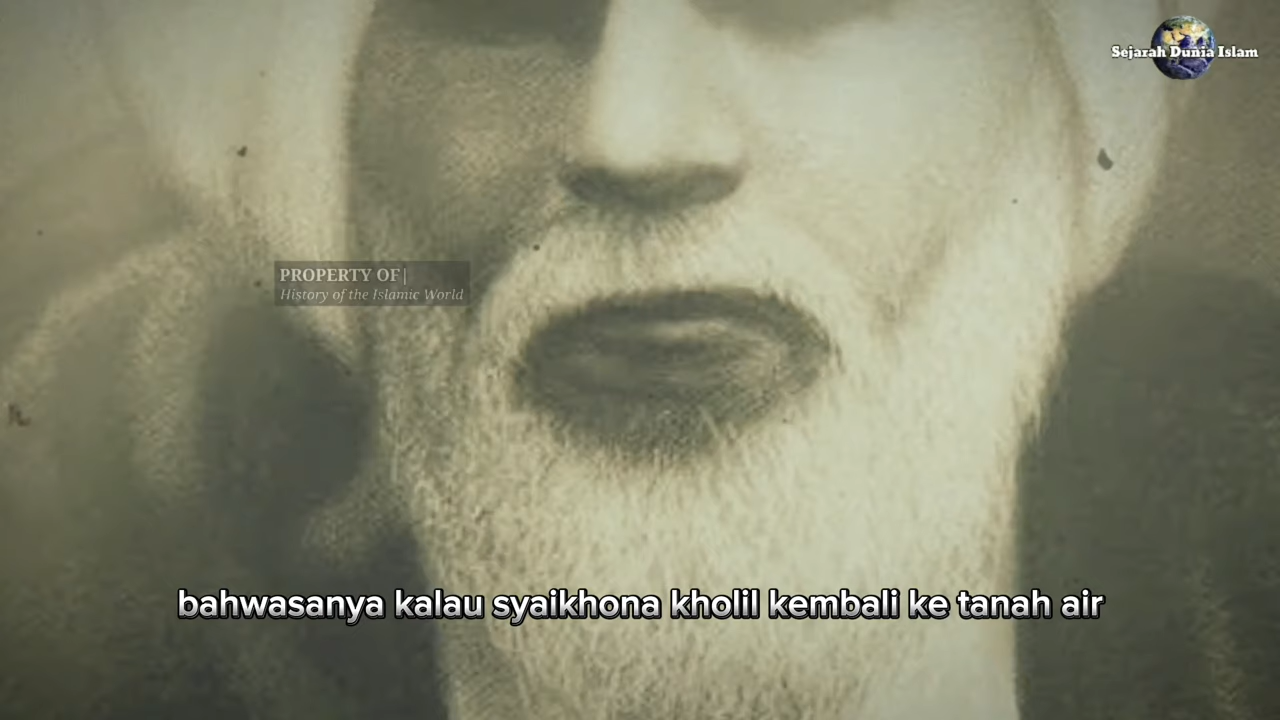 Sejarah Dunia Islam
PROPERTY OF|
History of the Islamic World
bahwasanya kalau syaikhona kholil kembali ke tanah air